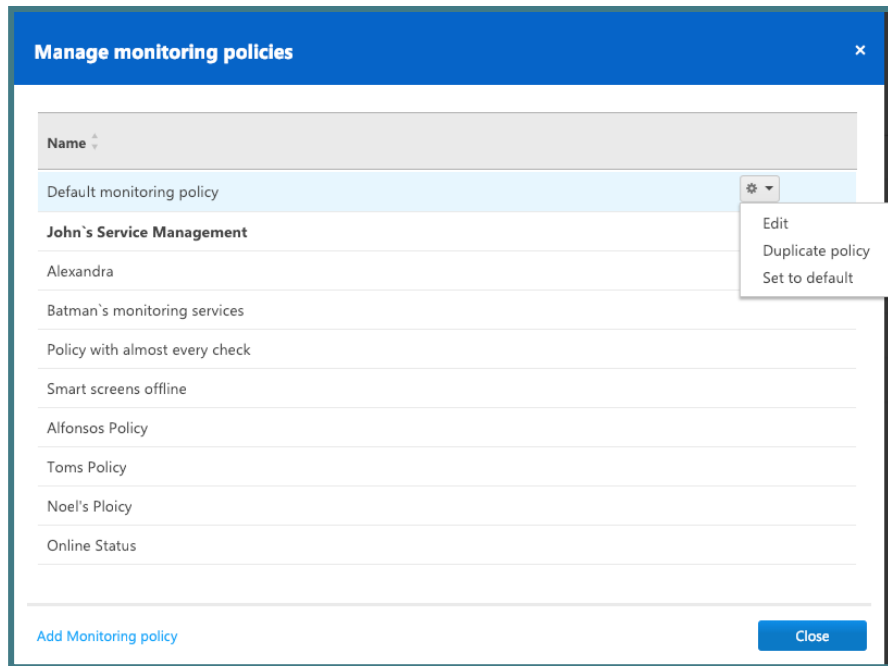 Manage monitoring policies ×
Name
Default monitoring policy
Edit
John`s Service Management
Duplicate policy
Alexandra
Set to default
Batman`s monitoring services
Policy with almost every check
Smart screens offline
Alfonsos Policy
Toms Policy
Noel's Ploicy
Online Status
Add Monitoring policy
Close